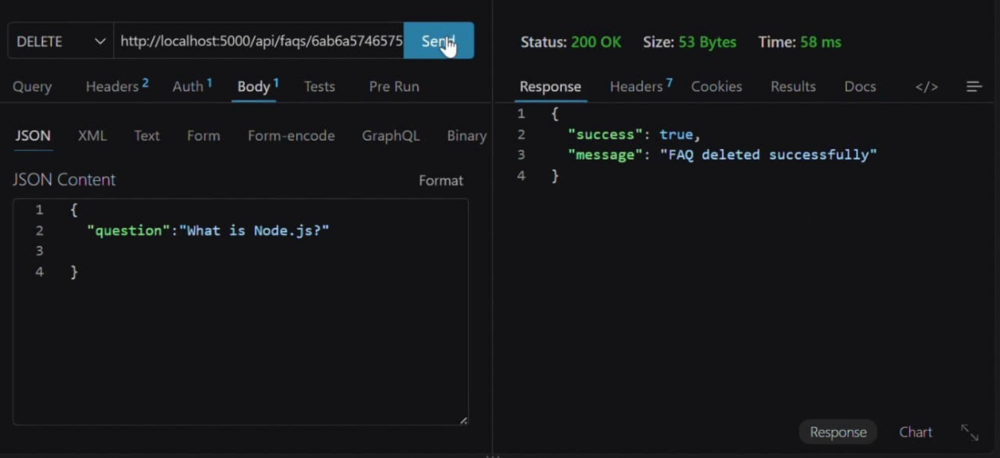 DELETE http://localhost:5000/api/faqs/6ab6a5746575 Send
Query Headers 2 Auth 1 Body 1 Tests Pre Run
JSON XML Text Form Form-encode GraphQL Binary
JSON Content Format
1 {
2 "question":"What is Node.js?"
3
4 }
Status: 200 OK Size: 53 Bytes Time: 58 ms
Response Headers 7 Cookies Results Docs </>
1 {
2 "success": true,
3 "message": "FAQ deleted successfully"
4 }
Response Chart